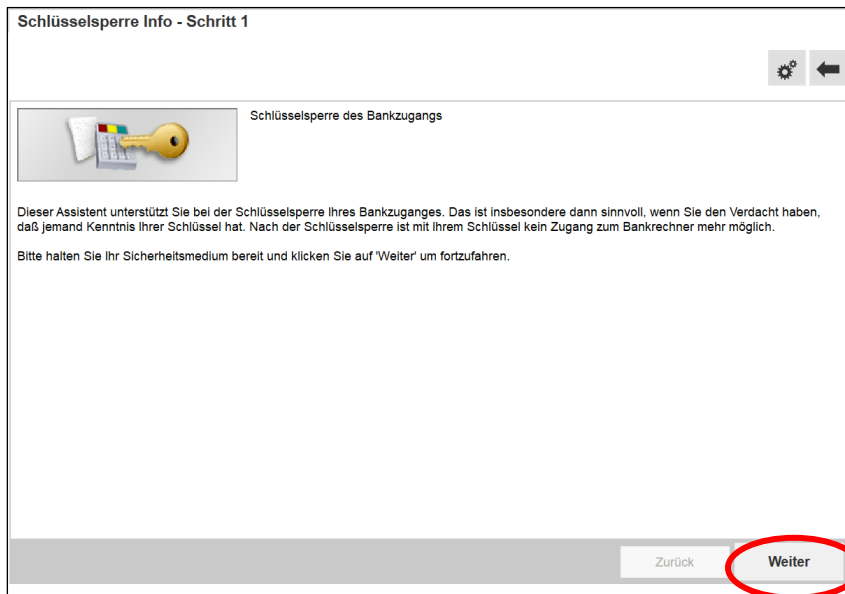 Schlüsselsperre Info - Schritt 1
Schlüsselsperre des Bankzugangs
Dieser Assistent unterstützt Sie bei der Schlüsselsperre Ihres Bankzuganges. Das ist insbesondere dann sinnvoll, wenn Sie den Verdacht haben,
daß jemand Kenntnis Ihrer Schlüssel hat. Nach der Schlüsselsperre ist mit Ihrem Schlüssel kein Zugang zum Bankrechner mehr möglich.
Bitte halten Sie Ihr Sicherheitsmedium bereit und klicken Sie auf 'Weiter' um fortzufahren.
Zurück Weiter